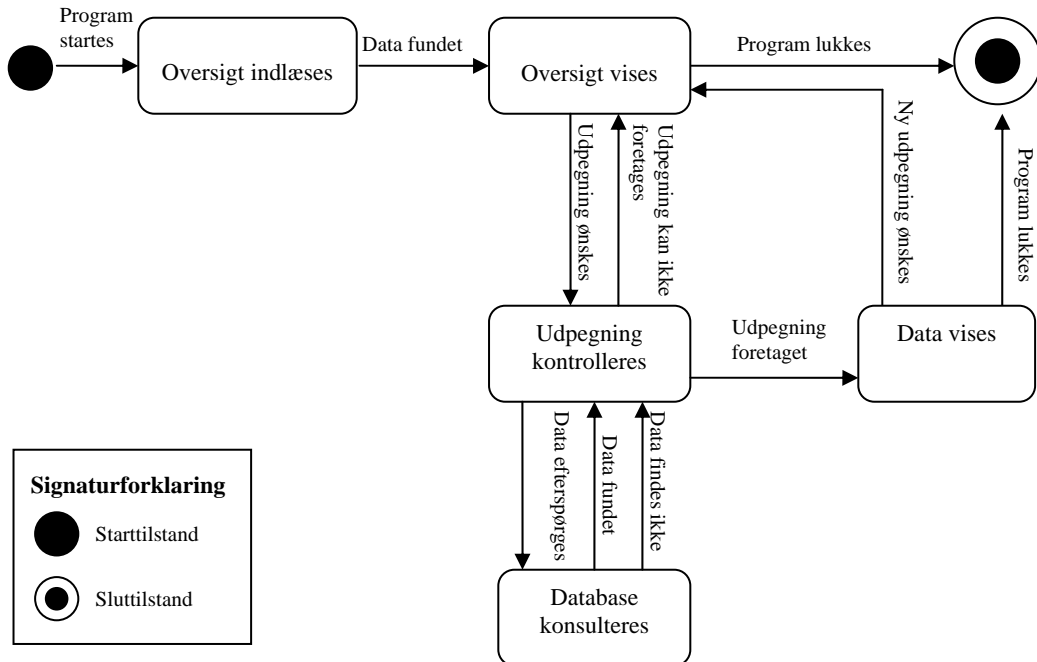 Program
startes
Oversigt indlæses
Data fundet
Oversigt vises
Program lukkes
Udpegning ønskes
Udpegning kan ikke
foretages
Ny udpegning ønskes
Program lukkes
Udpegning
kontrolleres
Udpegning
foretaget
Data vises
Data efterspørges
Data fundet
Data findes ikke
Database
konsulteres
Signaturforklaring
Starttilstand
Sluttilstand